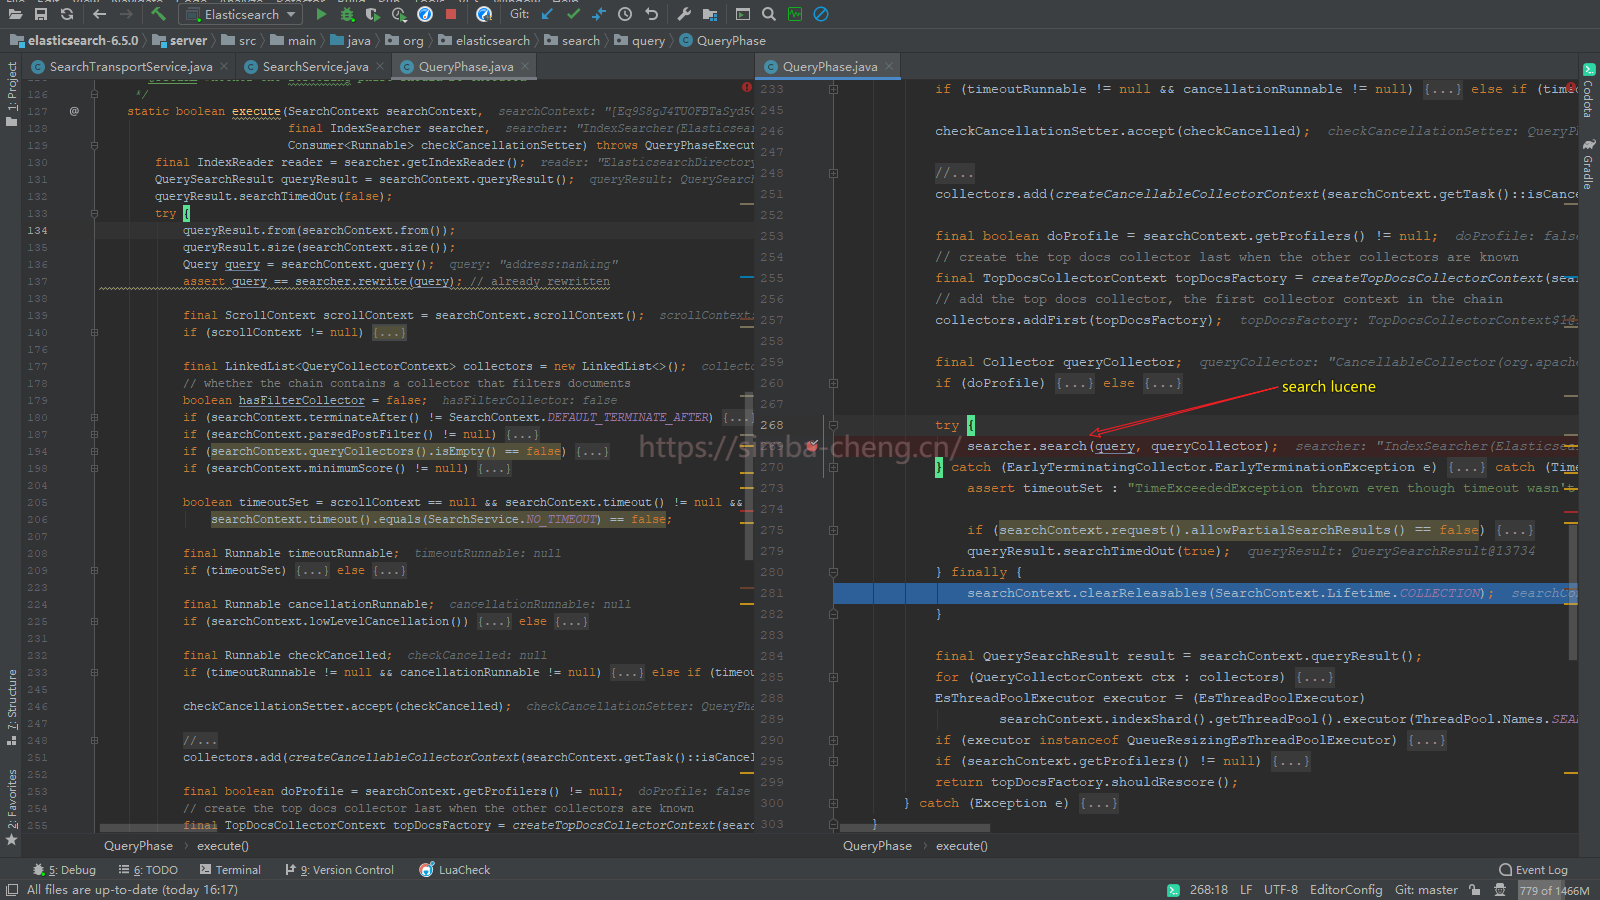 Elasticsearch
Git:
elasticsearch-6.5.0 server src main java org elasticsearch search query QueryPhase
SearchTransportService.java SearchService.java QueryPhase.java
QueryPhase.java
1: Project
7: Structure
2: Favorites
126 */
127 @ static boolean execute(SearchContext searchContext, searchContext:
128 final IndexSearcher searcher, searcher: "IndexSearcher(Elasticsear
129 Consumer<Runnable> checkCancellationSetter) throws QueryPhaseExecut
130 final IndexReader reader = searcher.getIndexReader(); reader: "ElasticsearchDirectory
131 QuerySearchResult queryResult = searchContext.queryResult(); queryResult: QuerySearch
132 queryResult.searchTimedOut(false);
133 try {
134 queryResult.from(searchContext.from());
135 queryResult.size(searchContext.size());
136 Query query = searchContext.query(); query: "address:nanking"
137 assert query == searcher.rewrite(query); // already rewritten
138
139 final ScrollContext scrollContext = searchContext.scrollContext(); scrollContext:
140 if (scrollContext != null) {...}
176
177 final LinkedList<QueryCollectorContext> collectors = new LinkedList<>(); collecto
178 // whether the chain contains a collector that filters documents
179 boolean hasFilterCollector = false; hasFilterCollector: false
180 if (searchContext.terminateAfter() != SearchContext.DEFAULT_TERMINATE_AFTER) {...}
187 if (searchContext.parsedPostFilter() != null) {...}
194 if (searchContext.queryCollectors().isEmpty() == false) {...}
198 if (searchContext.minimumScore() != null) {...}
204
205 boolean timeoutSet = scrollContext == null && searchContext.timeout() != null &&
206 searchContext.timeout().equals(SearchService.NO_TIMEOUT) == false;
207
208 final Runnable timeoutRunnable; timeoutRunnable: null
209 if (timeoutSet) {...} else {...}
223
224 final Runnable cancellationRunnable; cancellationRunnable: null
225 if (searchContext.lowLevelCancellation()) {...} else {...}
231
232 final Runnable checkCancelled; checkCancelled: null
233 if (timeoutRunnable != null && cancellationRunnable != null) {...} else if (timeou
245
246 checkCancellationSetter.accept(checkCancelled); checkCancellationSetter: QueryPha
247
248 //...
251 collectors.add(createCancellableCollectorContext(searchContext.getTask()::isCancel
252
253 final boolean doProfile = searchContext.getProfilers() != null; doProfile: false
254 // create the top docs collector last when the other collectors are known
255 final TopDocsCollectorContext topDocsFactory = createTopDocsCollectorContext(searc
233 if (timeoutRunnable != null && cancellationRunnable != null) {...} else if (timeo
245
246 checkCancellationSetter.accept(checkCancelled); checkCancellationSetter: QueryPh
247
248 //...
251 collectors.add(createCancellableCollectorContext(searchContext.getTask()::isCan
252
253 final boolean doProfile = searchContext.getProfilers() != null; doProfile: false
254 // create the top docs collector last when the other collectors are known
255 final TopDocsCollectorContext topDocsFactory = createTopDocsCollectorContext(sea
256 // add the top docs collector, the first collector context in the chain
257 collectors.addFirst(topDocsFactory); topDocsFactory: TopDocsCollectorContext$1@
258
259 final Collector queryCollector; queryCollector: "CancellableCollector(org.apache
260 if (doProfile) {...} else {...}
search lucene
267
268 try {
searcher.search(query, queryCollector); searcher: "IndexSearcher(Elasticsea
270 } catch (EarlyTerminatingCollector.EarlyTerminationException e) {...} catch (Time
273 assert timeoutSet : "TimeExceededException thrown even though timeout wasn't
274
275 if (searchContext.request().allowPartialSearchResults() == false) {...}
279 queryResult.searchTimedOut(true); queryResult: QuerySearchResult@13734
280 } finally {
281 searchContext.clearReleasables(SearchContext.Lifetime.COLLECTION); searchCon
282 }
283
284 final QuerySearchResult result = searchContext.queryResult();
285 for (QueryCollectorContext ctx : collectors) {...}
288 EsThreadPoolExecutor executor = (EsThreadPoolExecutor)
289 searchContext.indexShard().getThreadPool().executor(ThreadPool.Names.SEA
290 if (executor instanceof QueueResizingEsThreadPoolExecutor) {...}
295 if (searchContext.getProfilers() != null) {...}
299 return topDocsFactory.shouldRescore();
300 } catch (Exception e) {...}
303 }
https://simba-cheng.cn/
Codota
Gradle
QueryPhase execute()
QueryPhase execute()
5: Debug 6: TODO Terminal 9: Version Control LuaCheck Event Log
All files are up-to-date (today 16:17) 268:18 LF UTF-8 EditorConfig Git: master 779 of 1466M